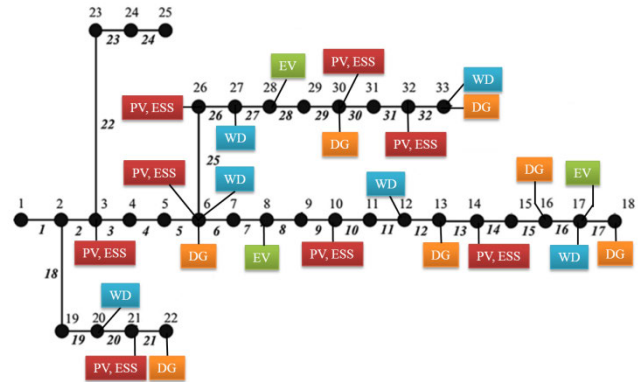 23 24 25
23 24
EV
PV, ESS
WD
26 27 28 29 30 31 32 33
PV, ESS
26 27 28 29 30 31 32
DG
22
WD
DG
PV, ESS
25
PV, ESS
WD
WD
DG
EV
1 2 3 4 5 6 7 8 9 10 11 12 13 14 15 16 17 18
1 2 3 4 5 6 7 8 9 10 11 12 13 14 15 16 17
PV, ESS
DG
EV
PV, ESS
DG
PV, ESS
WD
DG
18
WD
19 20 21 22
19 20 21
PV, ESS
DG